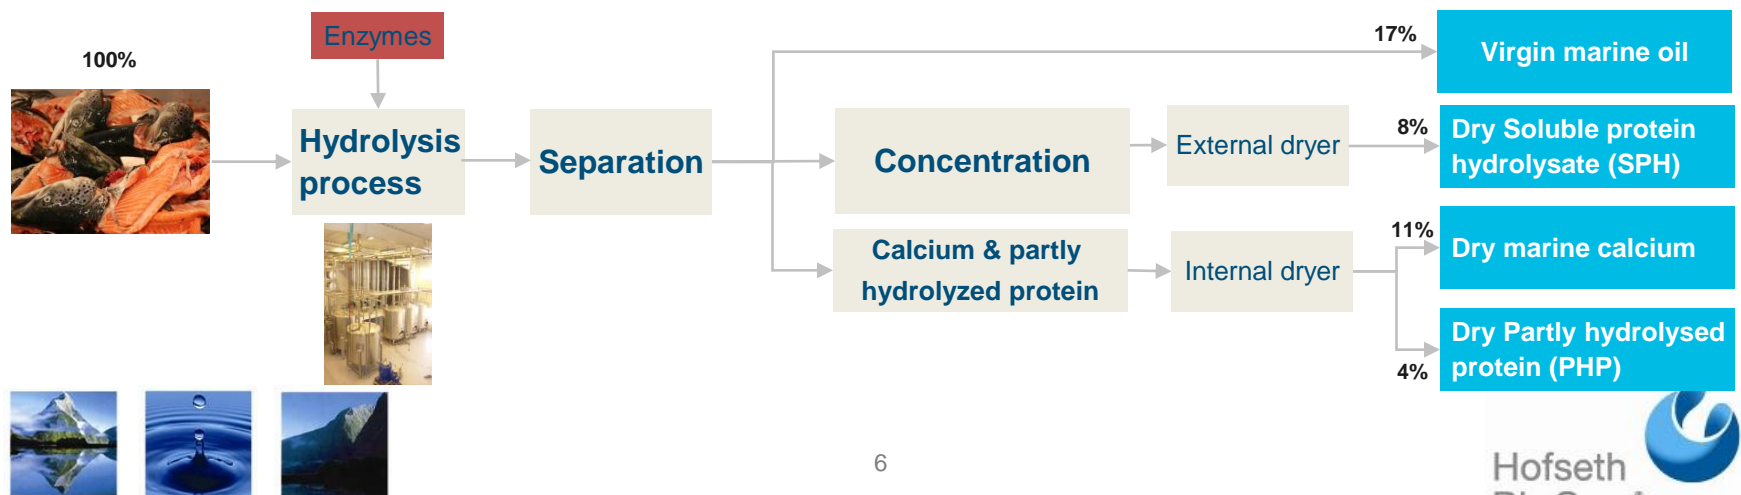 Enzymes
100%
17%
Virgin marine oil
Hydrolysis
process
Separation
Concentration
External dryer
8%
Dry Soluble protein
hydrolysate (SPH)
Calcium & partly
hydrolyzed protein
Internal dryer
11%
Dry marine calcium
Dry Partly hydrolysed
protein (PHP)
4%
6
Hofseth